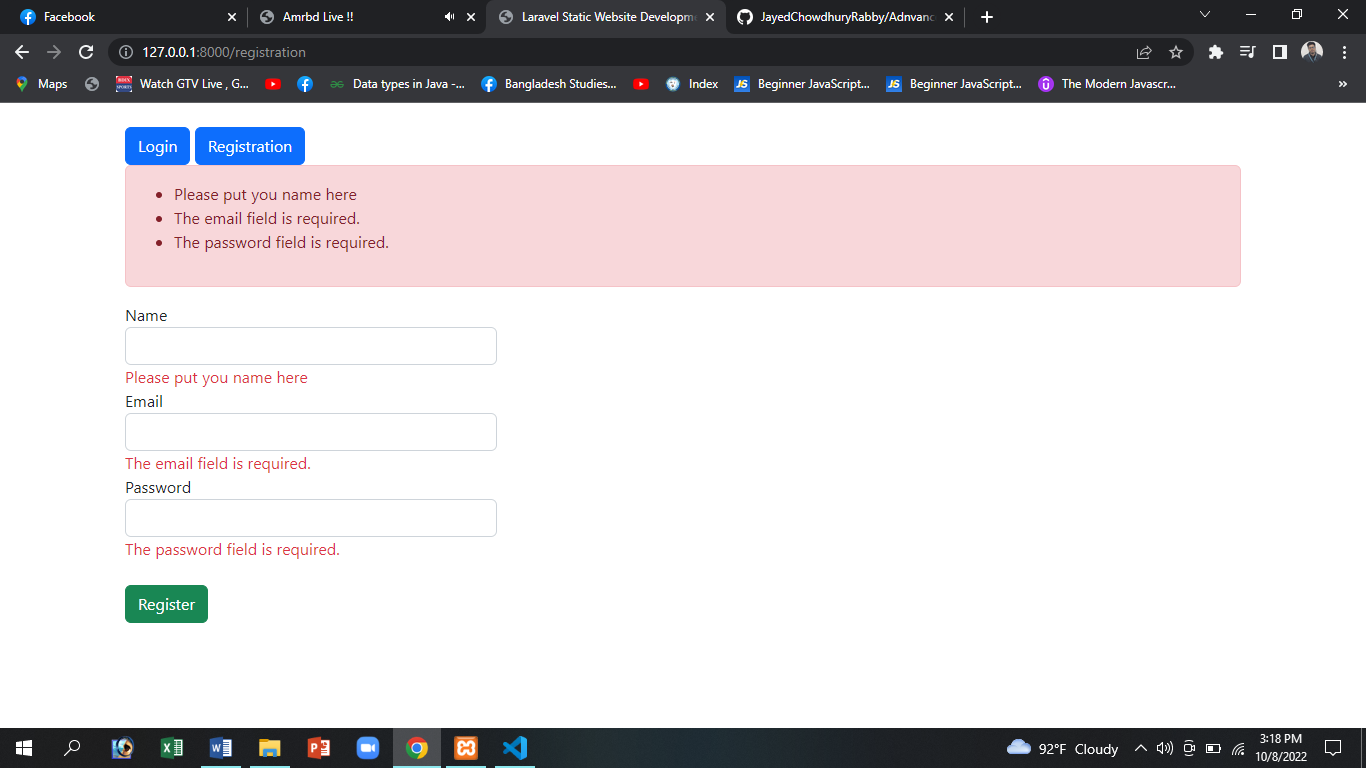 Facebook
Amrbd Live !!
Laravel Static Website Developm
JayedChowdhuryRabby/Adnvanc
127.0.0.1:8000/registration
Maps
Watch GTV Live , G...
Data types in Java -...
Bangladesh Studies...
Index
JS Beginner JavaScript...
JS Beginner JavaScript...
The Modern Javascr...
Login
Registration
Please put you name here
The email field is required.
The password field is required.
Name
Please put you name here
Email
The email field is required.
Password
The password field is required.
Register
92°F Cloudy
3:18 PM
10/8/2022